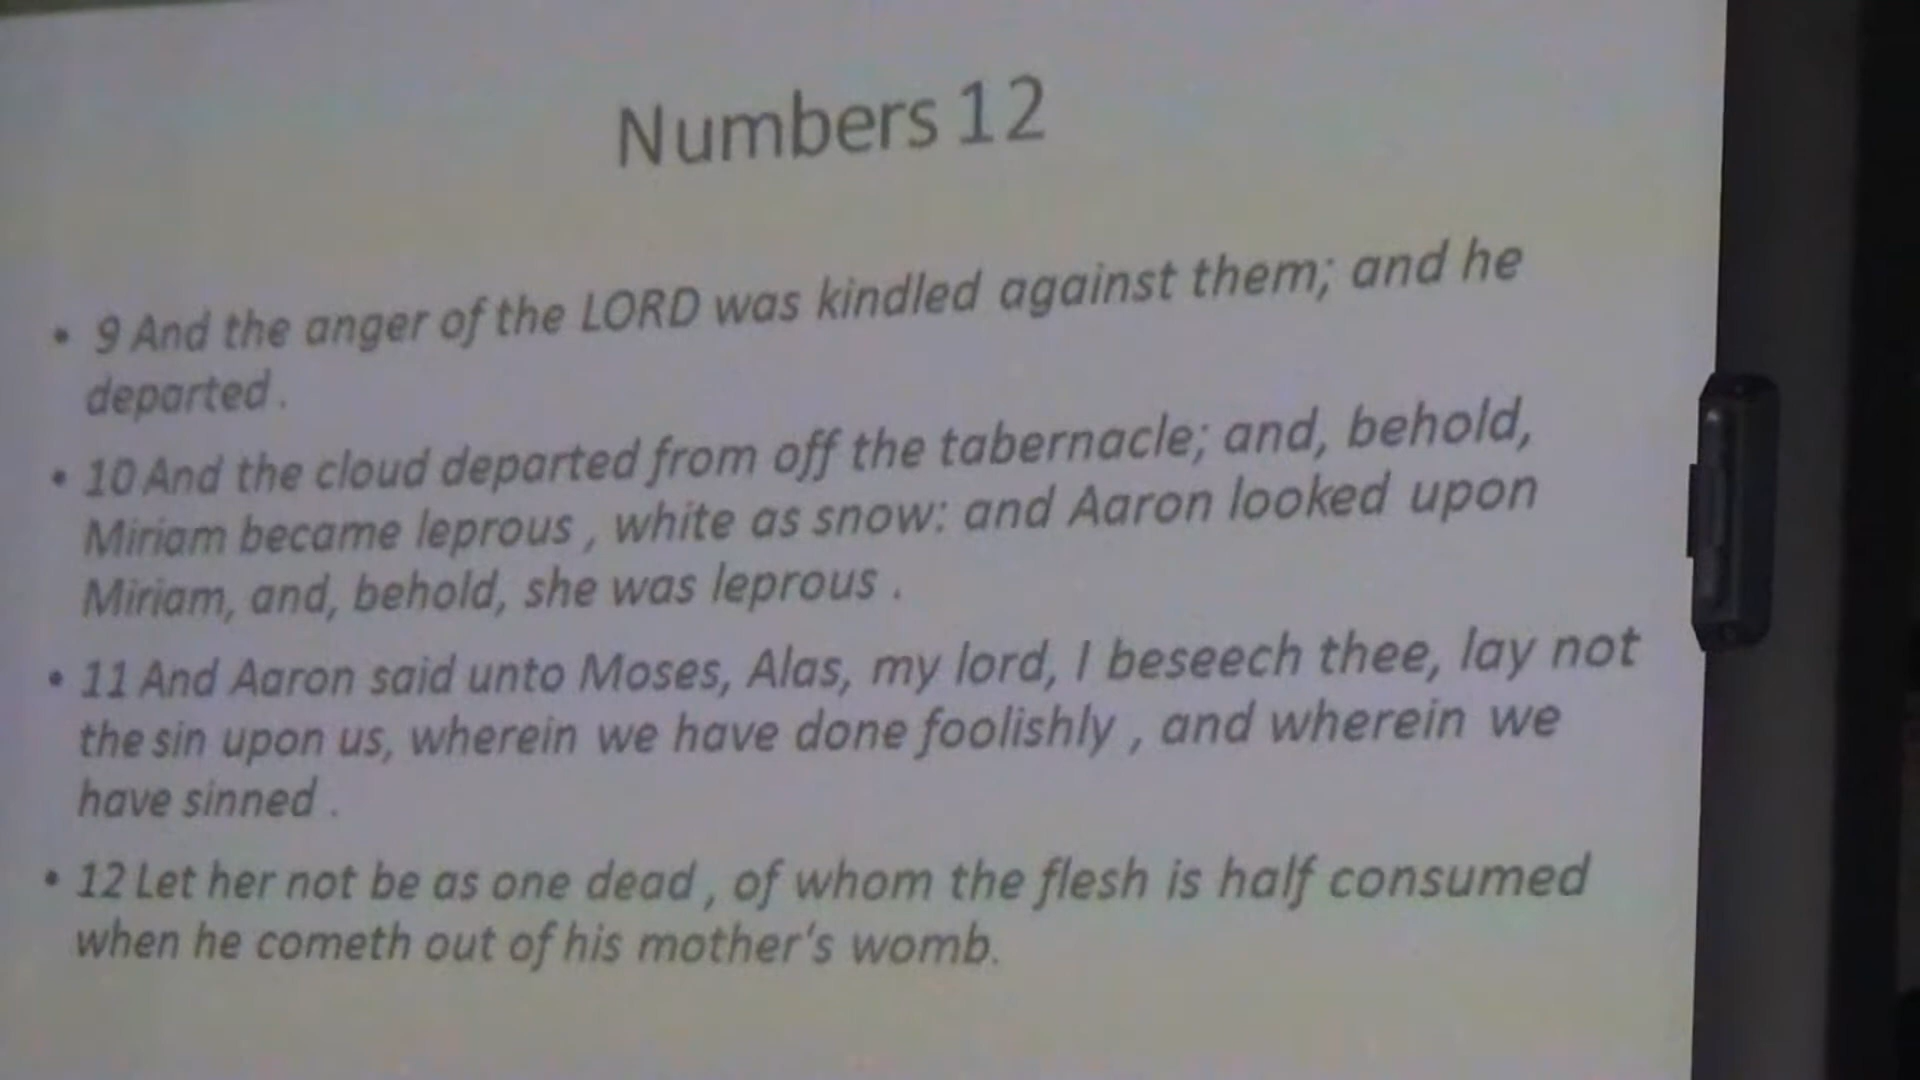 Numbers 12
• 9 And the anger of the LORD was kindled against them; and he
departed .
• 10 And the cloud departed from off the tabernacle; and, behold,
Miriam became leprous , white as snow: and Aaron looked upon
Miriam, and, behold, she was leprous .
• 11 And Aaron said unto Moses, Alas, my lord, I beseech thee, lay not
the sin upon us, wherein we have done foolishly , and wherein we
have sinned .
• 12 Let her not be as one dead , of whom the flesh is half consumed
when he cometh out of his mother's womb.